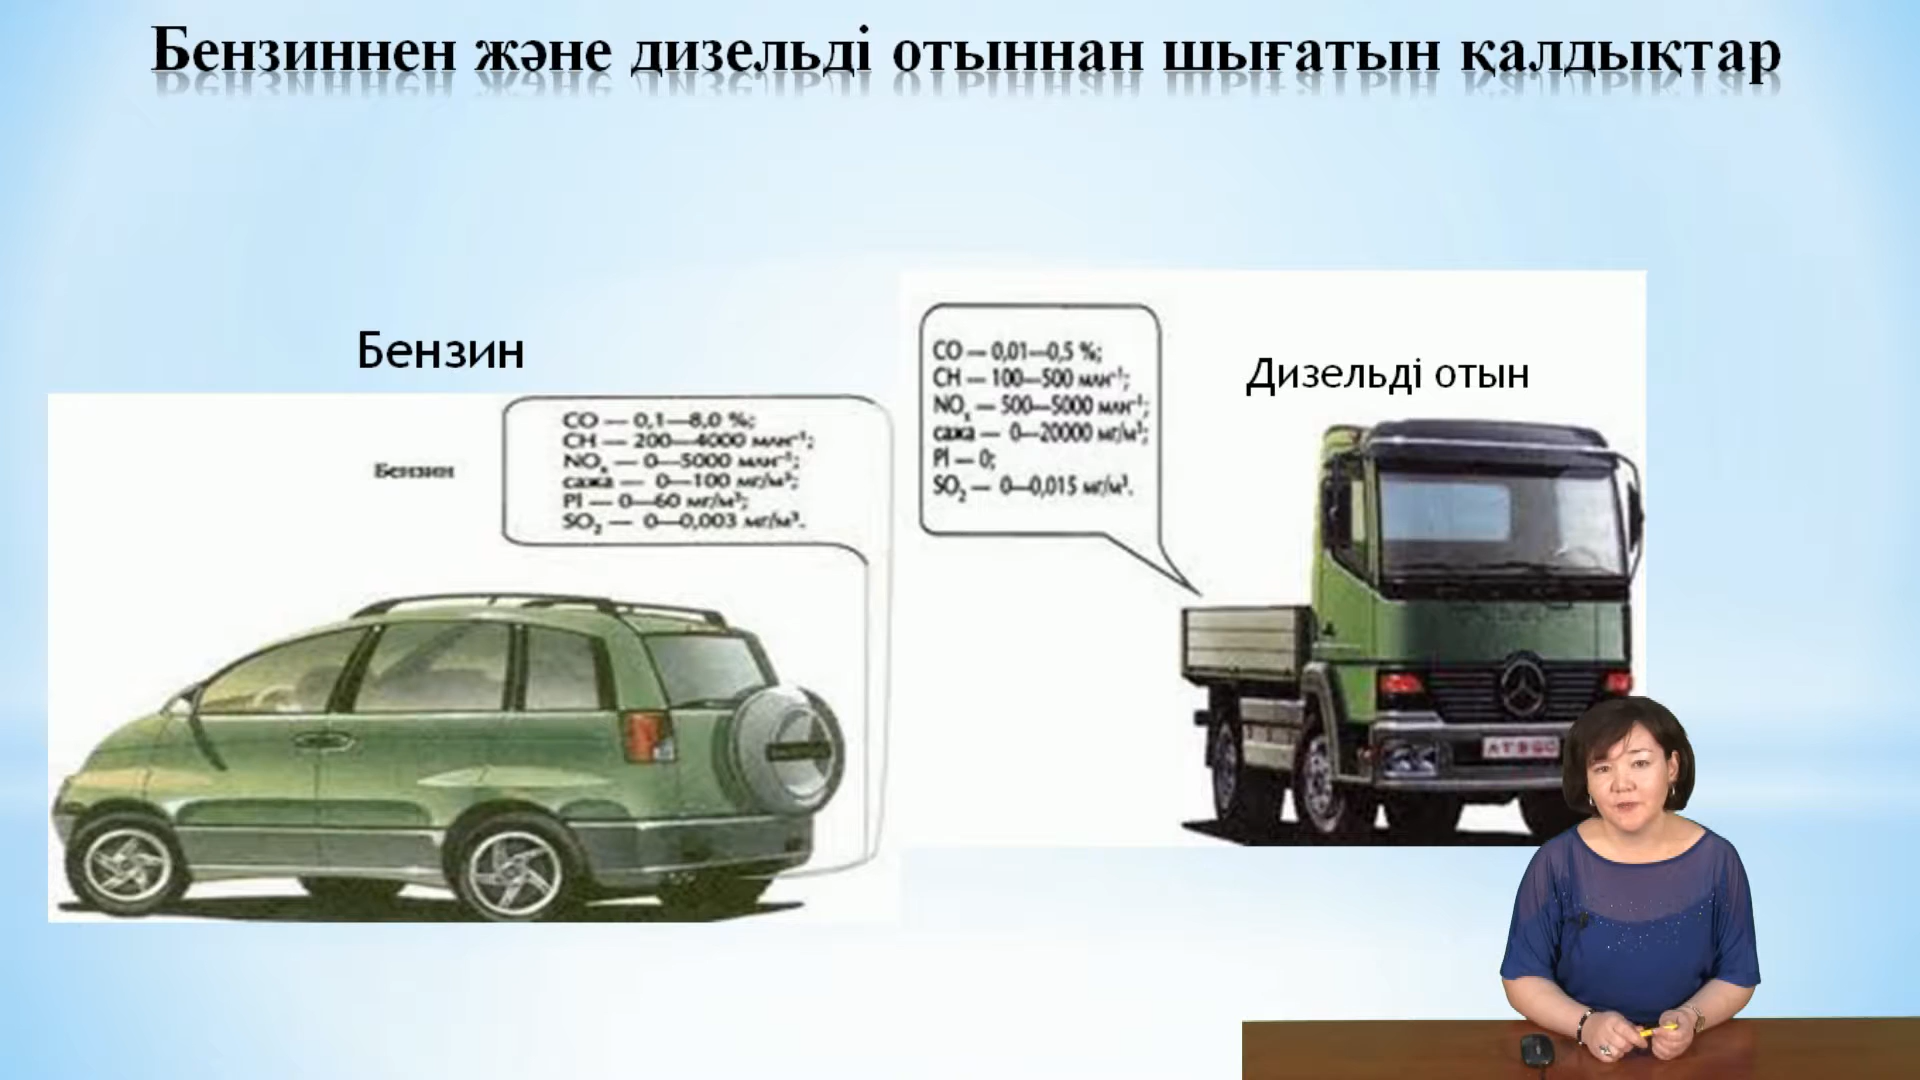 Бензиннен және дизельді отыннан шығатын қалдықтар
Бензин
Бензин
CO — 0,1—8,0 %;
CH — 200—4000 млн⁻¹;
NOₓ — 0—5000 млн⁻¹;
сажа — 0—100 мг/м³;
Pl — 0—60 мг/м³;
SO₂ — 0—0,003 мг/м³.
CO — 0,01—0,5 %;
CH — 100—500 млн⁻¹;
NOₓ — 500—5000 млн⁻¹;
сажа — 0—20000 мг/м³;
Pl — 0;
SO₂ — 0—0,015 мг/м³.
Дизельді отын
ATEGO